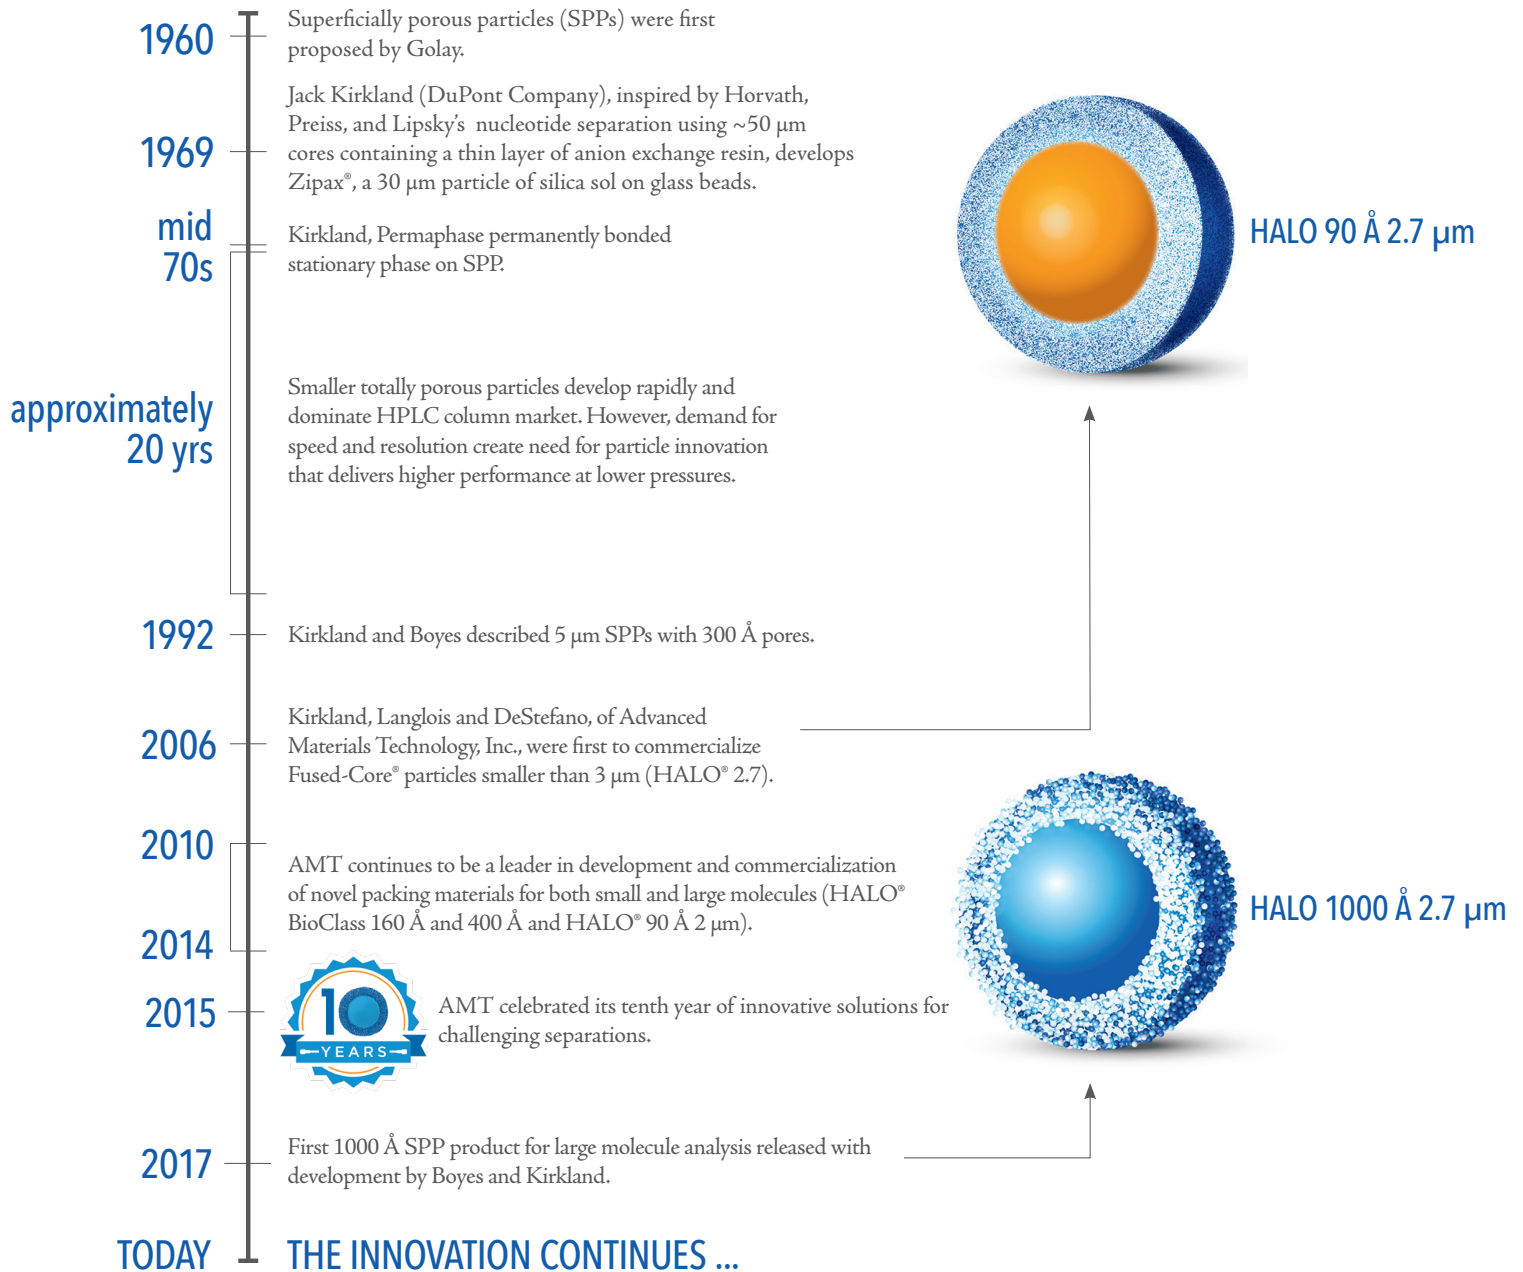 1960
Superficially porous particles (SPPs) were first
proposed by Golay.
1969
Jack Kirkland (DuPont Company), inspired by Horvath,
Preiss, and Lipsky's nucleotide separation using ~50 µm
cores containing a thin layer of anion exchange resin, develops
Zipax®, a 30 µm particle of silica sol on glass beads.
mid
70s
Kirkland, Permaphase permanently bonded
stationary phase on SPP.
HALO 90 Å 2.7 µm
approximately
20 yrs
Smaller totally porous particles develop rapidly and
dominate HPLC column market. However, demand for
speed and resolution create need for particle innovation
that delivers higher performance at lower pressures.
1992
Kirkland and Boyes described 5 µm SPPs with 300 Å pores.
2006
Kirkland, Langlois and DeStefano, of Advanced
Materials Technology, Inc., were first to commercialize
Fused-Core® particles smaller than 3 µm (HALO® 2.7).
2010
2014
AMT continues to be a leader in development and commercialization
of novel packing materials for both small and large molecules (HALO®
BioClass 160 Å and 400 Å and HALO® 90 Å 2 µm).
HALO 1000 Å 2.7 µm
2015
10
YEARS
AMT celebrated its tenth year of innovative solutions for
challenging separations.
2017
First 1000 Å SPP product for large molecule analysis released with
development by Boyes and Kirkland.
TODAY
THE INNOVATION CONTINUES ...